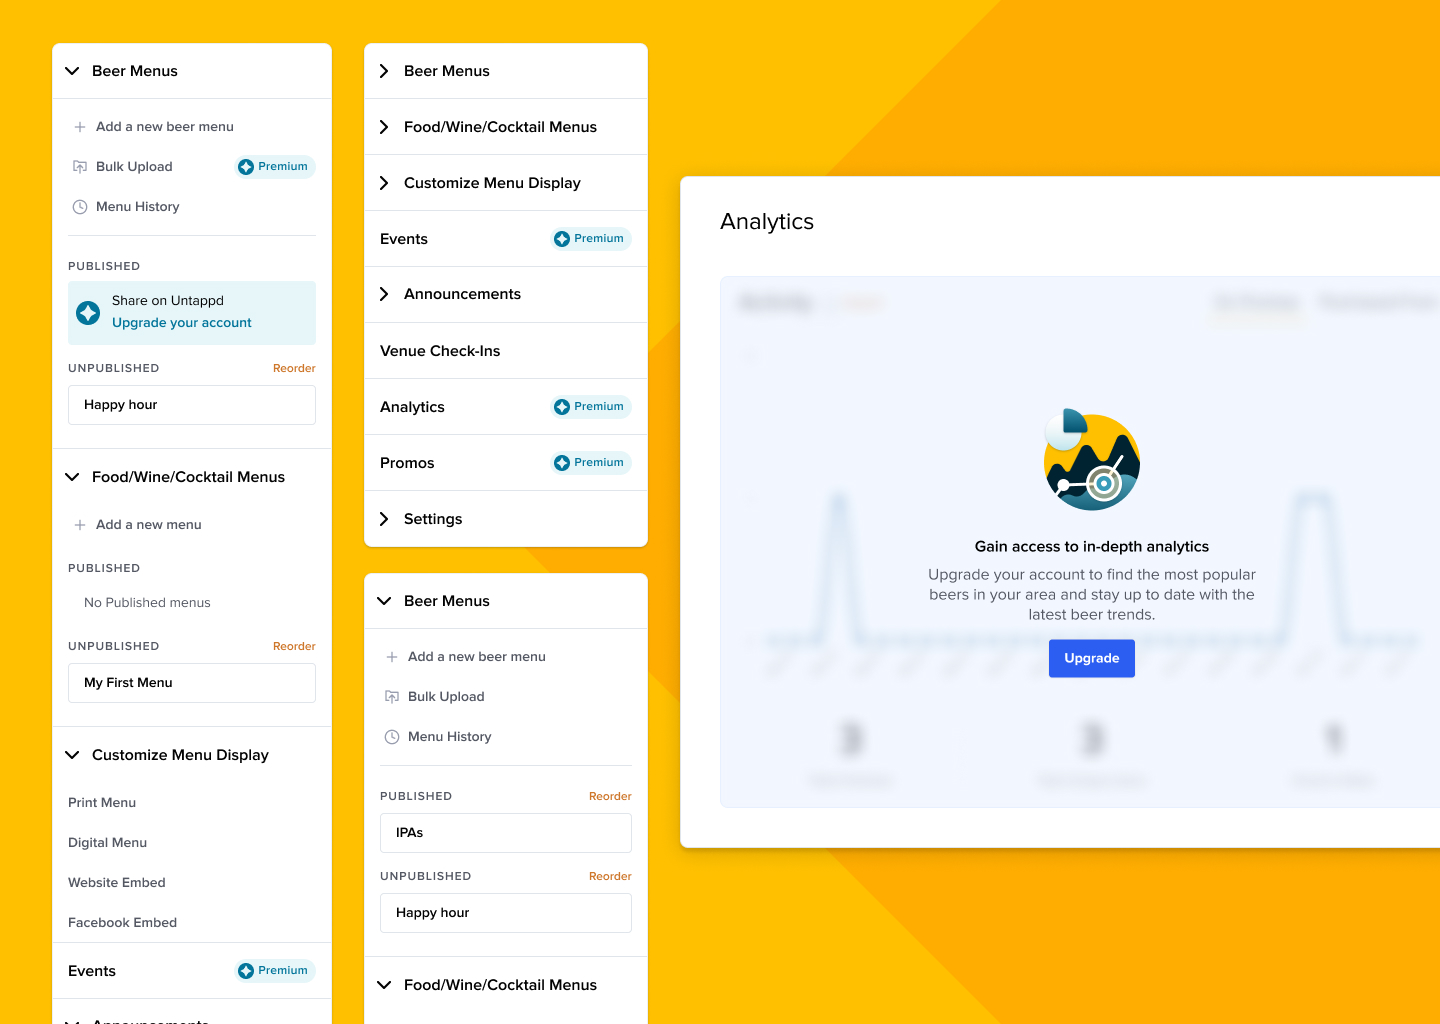 Beer Menus
Add a new beer menu
Bulk Upload
Premium
Menu History
PUBLISHED
Share on Untappd
Upgrade your account
UNPUBLISHED
Reorder
Happy hour
Food/Wine/Cocktail Menus
Add a new menu
PUBLISHED
No Published menus
UNPUBLISHED
Reorder
My First Menu
Customize Menu Display
Print Menu
Digital Menu
Website Embed
Facebook Embed
Events
Premium
Announcements
Beer Menus
Food/Wine/Cocktail Menus
Customize Menu Display
Events
Premium
Announcements
Venue Check-Ins
Analytics
Premium
Promos
Premium
Settings
Beer Menus
Add a new beer menu
Bulk Upload
Menu History
PUBLISHED
Reorder
IPAs
UNPUBLISHED
Reorder
Happy hour
Food/Wine/Cocktail Menus
Analytics
Activity
Gain access to in-depth analytics
Upgrade your account to find the most popular
beers in your area and stay up to date with the
latest beer trends.
Upgrade
3
3
1